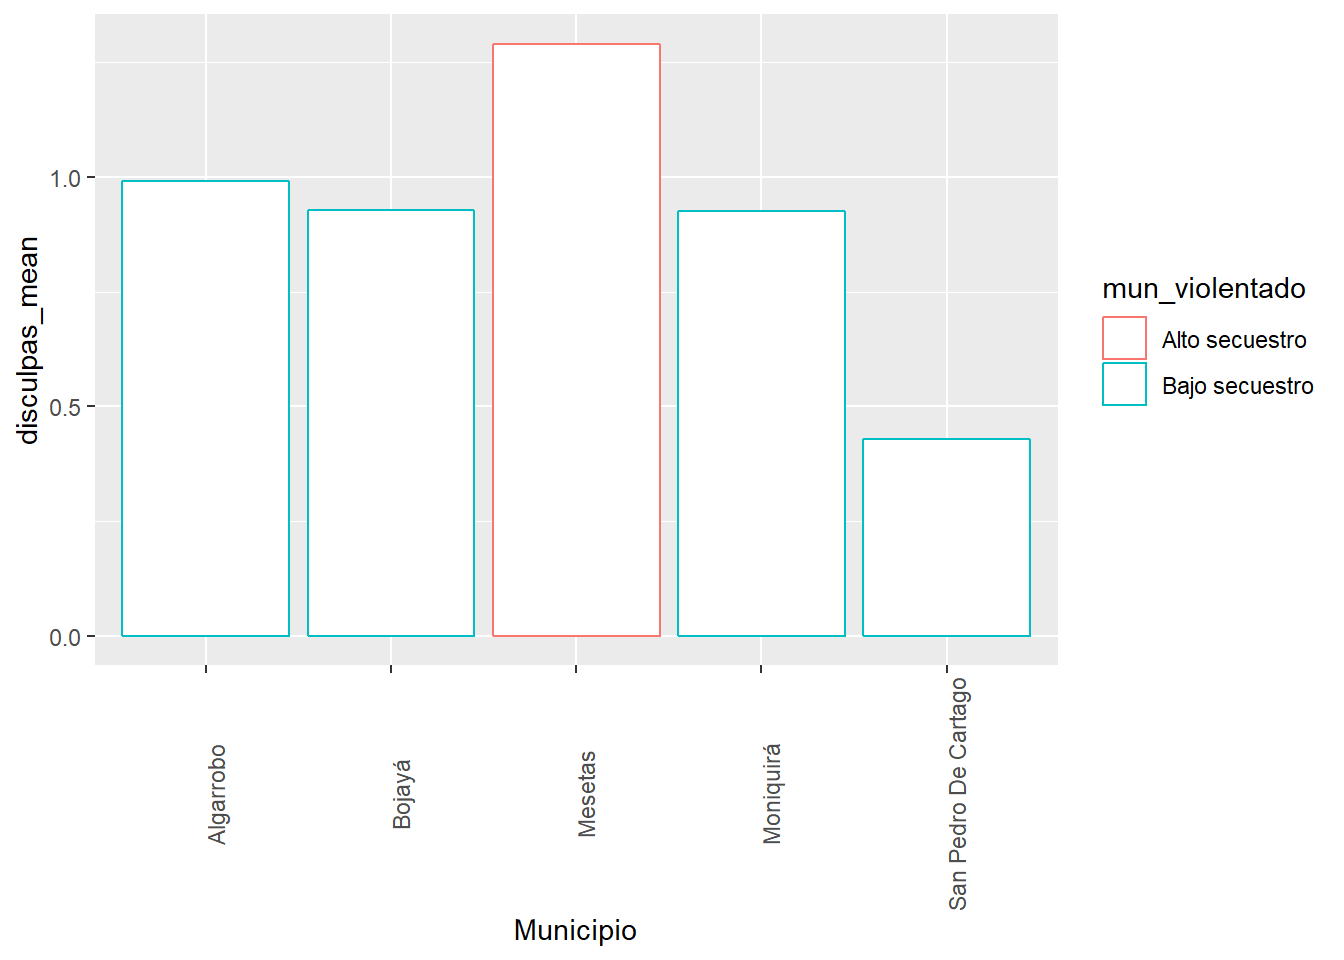 disculpas_mean
1.0
0.5
0.0
Algarrobo
Bojayá
Mesetas
Moniquirá
San Pedro De Cartago
Municipio
mun_violentado
Alto secuestro
Bajo secuestro